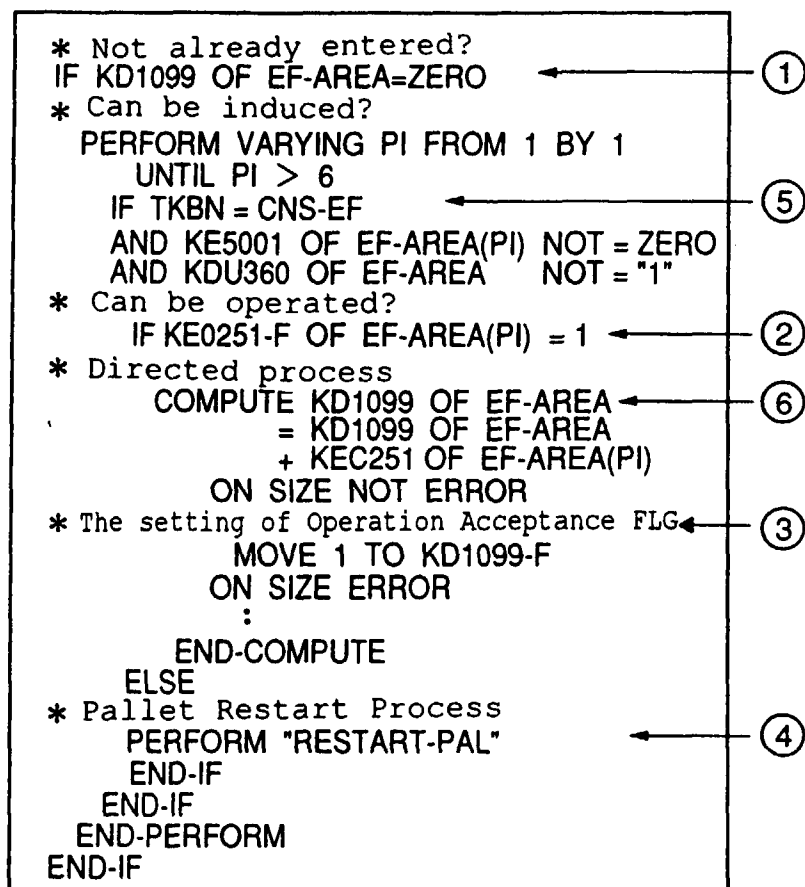 * Not already entered?
IF KD1099 OF EF-AREA=ZERO ①
* Can be induced?
PERFORM VARYING PI FROM 1 BY 1
UNTIL PI > 6
IF TKBN = CNS-EF ⑤
AND KE5001 OF EF-AREA(PI) NOT = ZERO
AND KDU360 OF EF-AREA NOT = "1"
* Can be operated?
IF KE0251-F OF EF-AREA(PI) = 1 ②
* Directed process
COMPUTE KD1099 OF EF-AREA ⑥
= KD1099 OF EF-AREA
+ KEC251 OF EF-AREA(PI)
ON SIZE NOT ERROR
* The setting of Operation Acceptance FLG ③
MOVE 1 TO KD1099-F
ON SIZE ERROR
:
END-COMPUTE
ELSE
* Pallet Restart Process
PERFORM "RESTART-PAL" ④
END-IF
END-IF
END-PERFORM
END-IF